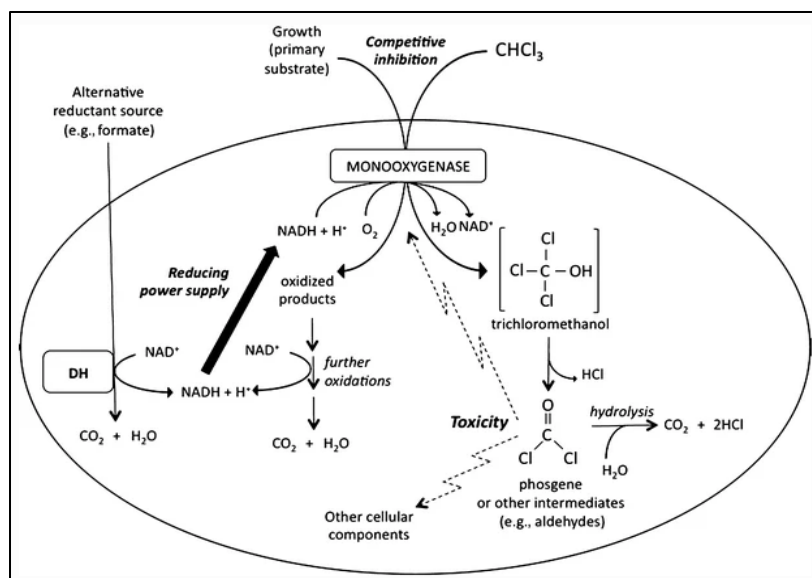 Growth
(primary
substrate)
Competitive
inhibition
CHCl₃
Alternative
reductant source
(e.g., formate)
MONOOXYGENASE
NADH + H⁺
O₂
H₂O NAD⁺
Reducing
power supply
oxidized
products
Cl
Cl – C – OH
Cl
trichloromethanol
DH
NAD⁺
NADH + H⁺
NAD⁺
further
oxidations
HCl
CO₂ + H₂O
CO₂ + H₂O
Toxicity
O
C
Cl Cl
hydrolysis
H₂O
CO₂ + 2HCl
phosgene
or other intermediates
(e.g., aldehydes)
Other cellular
components